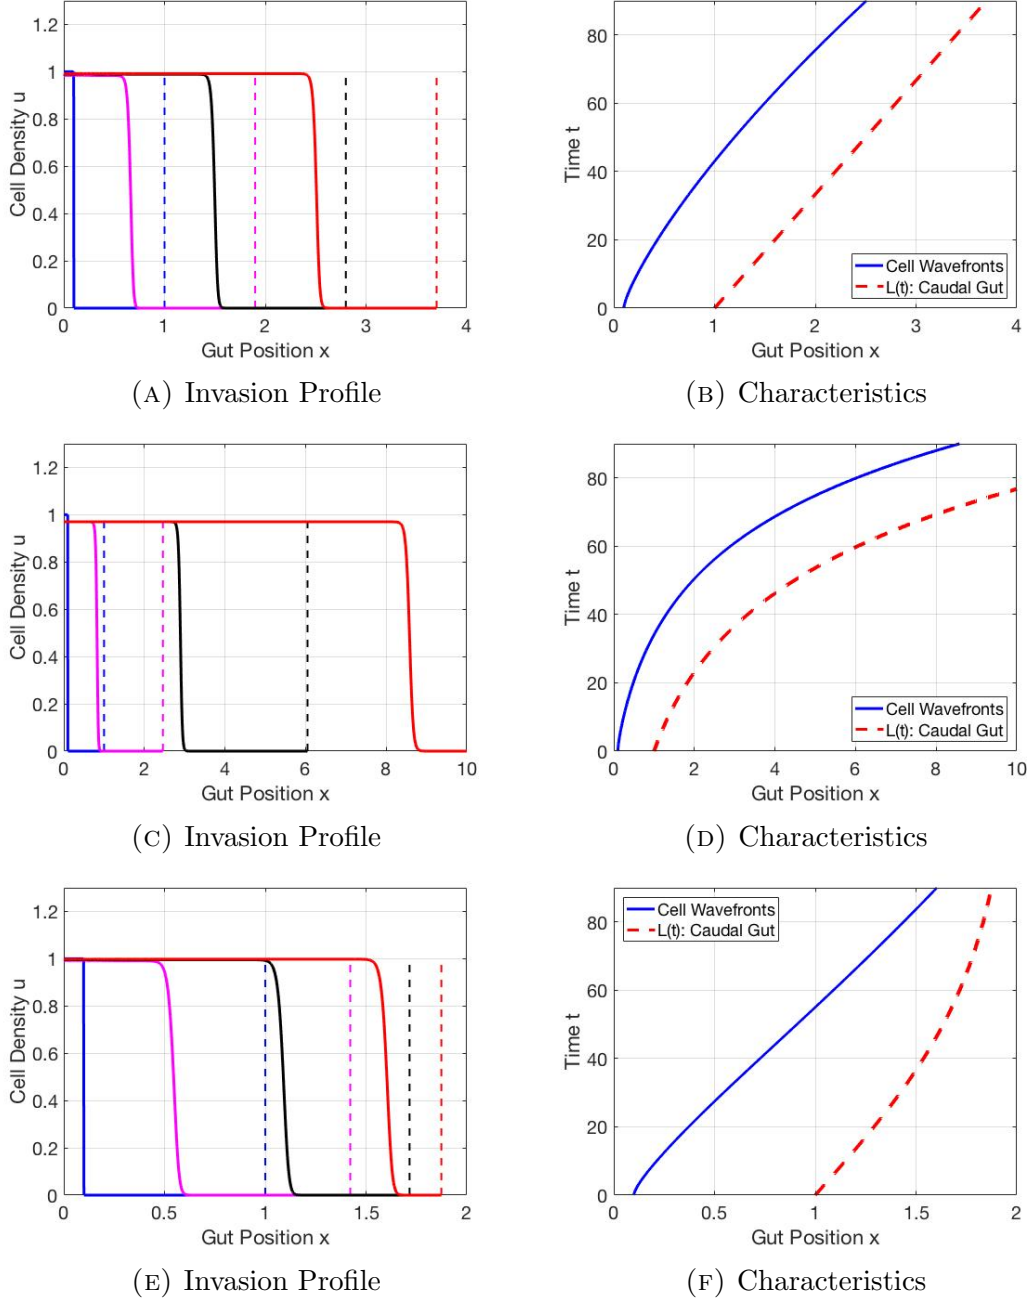 1.2
1
0.8
0.6
0.4
0.2
0
Cell Density u
0 1 2 3 4
Gut Position x
(A) Invasion Profile
80
60
40
20
0
Time t
Cell Wavefronts
L(t): Caudal Gut
0 1 2 3 4
Gut Position x
(B) Characteristics
1.2
1
0.8
0.6
0.4
0.2
0
Cell Density u
0 2 4 6 8 10
Gut Position x
(C) Invasion Profile
80
60
40
20
0
Time t
Cell Wavefronts
L(t): Caudal Gut
0 2 4 6 8 10
Gut Position x
(D) Characteristics
1.2
1
0.8
0.6
0.4
0.2
0
Cell Density u
0 0.5 1 1.5 2
Gut Position x
(E) Invasion Profile
80
60
40
20
0
Time t
Cell Wavefronts
L(t): Caudal Gut
0 0.5 1 1.5 2
Gut Position x
(F) Characteristics